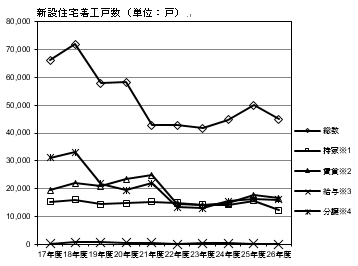 新設住宅着工戸数（単位：戸）
80,000
70,000
60,000
50,000
40,000
30,000
20,000
10,000
0
17年度 18年度 19年度 20年度 21年度 22年度 23年度 24年度 25年度 26年度
総数
持家※1
賃貸※2
給与※3
分譲※4